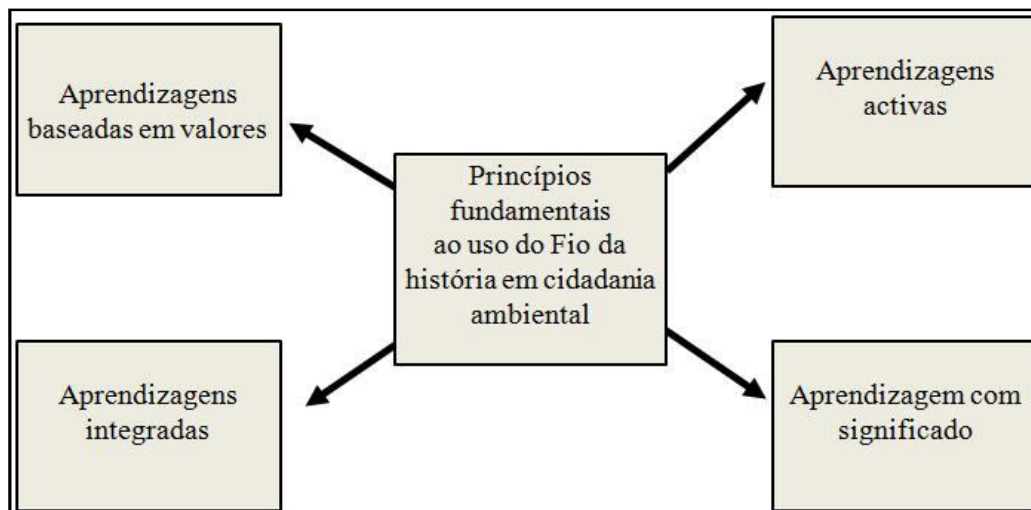 Aprendizagens
baseadas em valores
Aprendizagens
activas
Princípios
fundamentais
ao uso do Fio da
história em cidadania
ambiental
Aprendizagens
integradas
Aprendizagem com
significado